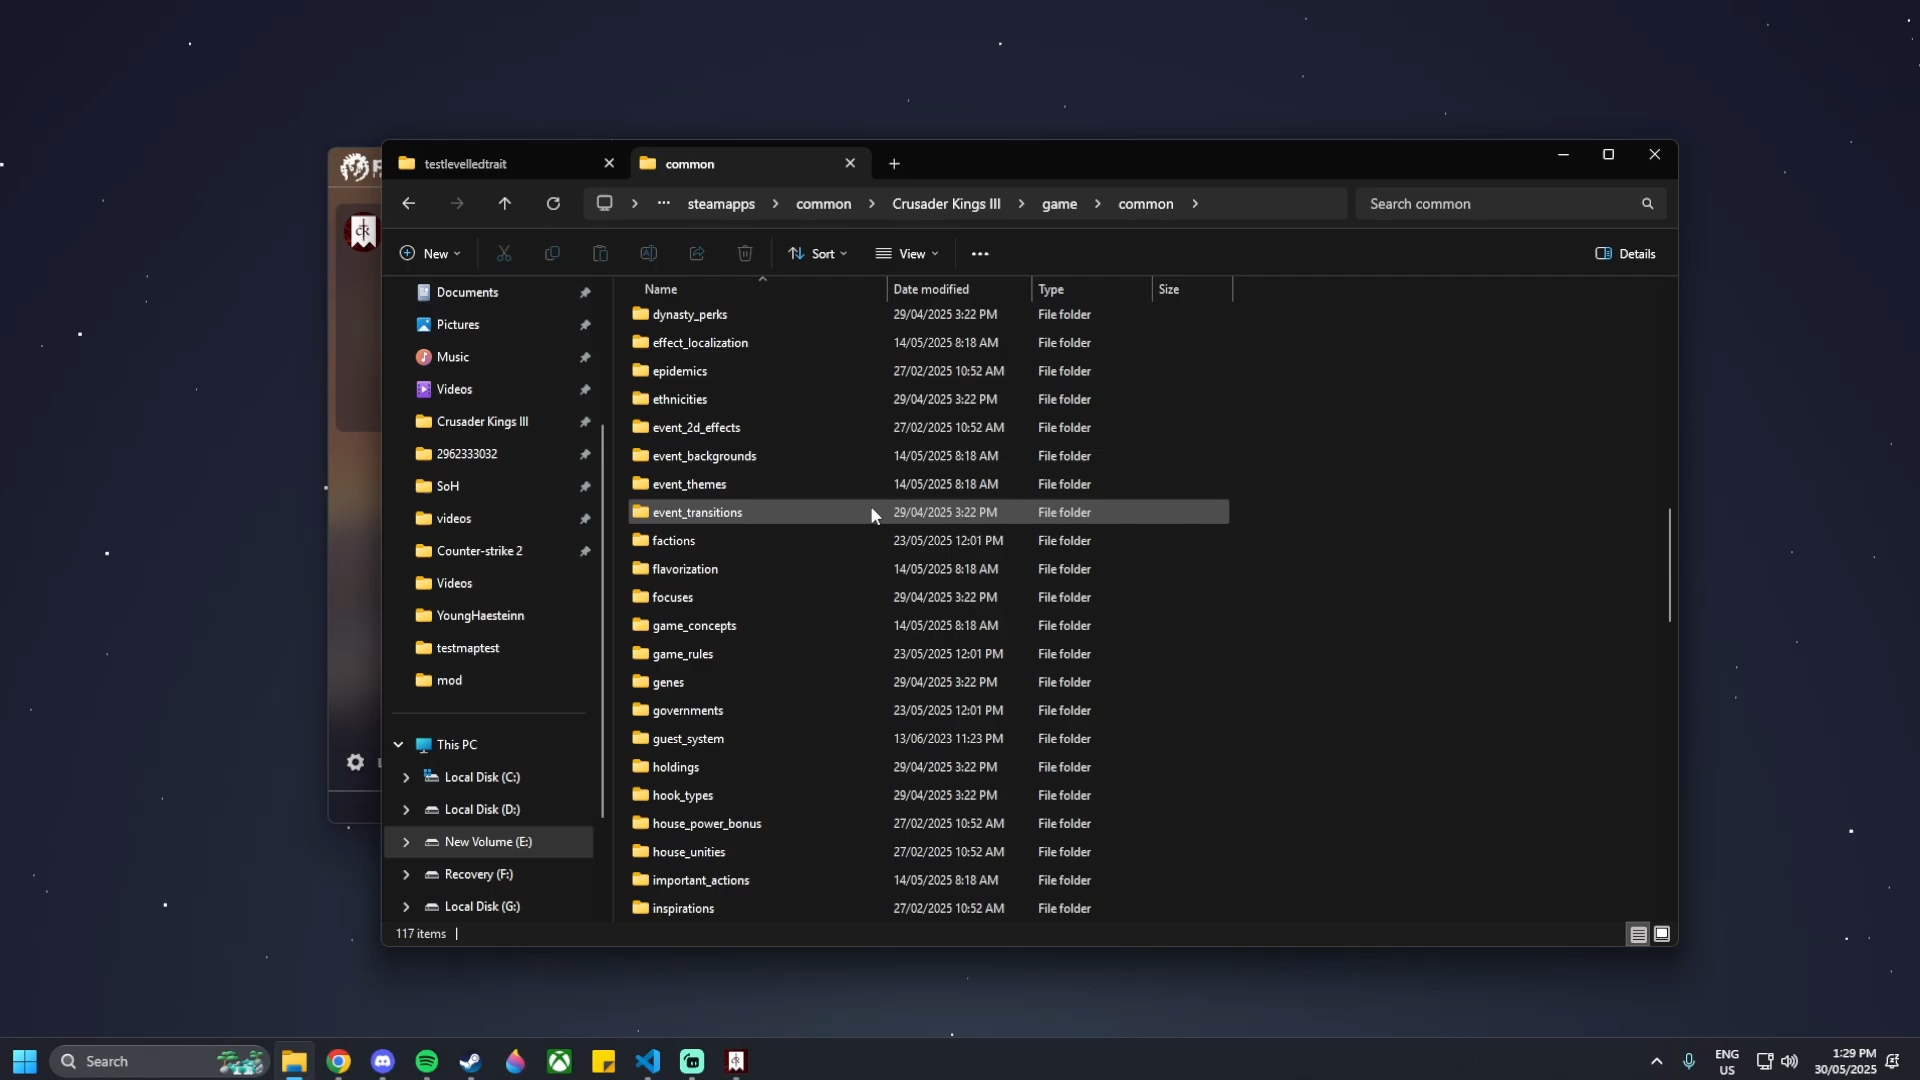 testlevelledtrait
common
steamapps
common
Crusader Kings III
game
common
Search common
New
Sort
View
Details
Documents
Pictures
Music
Videos
Crusader Kings III
2962333032
SoH
videos
Counter-strike 2
Videos
YoungHaesteinn
testmaptest
mod
This PC
Local Disk (C:)
Local Disk (D:)
New Volume (E:)
Recovery (F:)
Local Disk (G:)
Name Date modified Type Size
dynasty_perks 29/04/2025 3:22 PM File folder
effect_localization 14/05/2025 8:18 AM File folder
epidemics 27/02/2025 10:52 AM File folder
ethnicities 29/04/2025 3:22 PM File folder
event_2d_effects 27/02/2025 10:52 AM File folder
event_backgrounds 14/05/2025 8:18 AM File folder
event_themes 14/05/2025 8:18 AM File folder
event_transitions 29/04/2025 3:22 PM File folder
factions 23/05/2025 12:01 PM File folder
flavorization 14/05/2025 8:18 AM File folder
focuses 29/04/2025 3:22 PM File folder
game_concepts 14/05/2025 8:18 AM File folder
game_rules 23/05/2025 12:01 PM File folder
genes 29/04/2025 3:22 PM File folder
governments 23/05/2025 12:01 PM File folder
guest_system 13/06/2023 11:23 PM File folder
holdings 29/04/2025 3:22 PM File folder
hook_types 29/04/2025 3:22 PM File folder
house_power_bonus 27/02/2025 10:52 AM File folder
house_unities 27/02/2025 10:52 AM File folder
important_actions 14/05/2025 8:18 AM File folder
inspirations 27/02/2025 10:52 AM File folder
117 items
Search
ENG
US
1:29 PM
30/05/2025